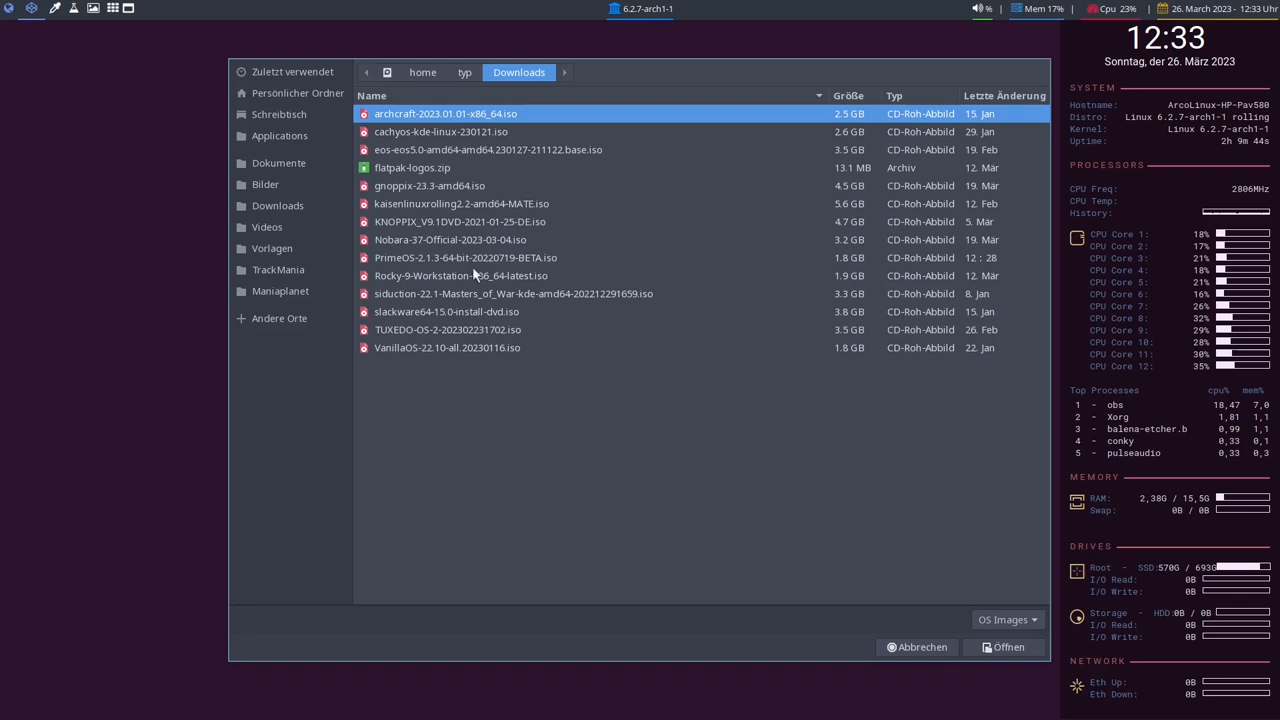 6.2.7-arch1-1
% | Mem 17% | Cpu 23% | 26. March 2023 - 12:33 Uhr
12:33
Sonntag, der 26. März 2023
Zuletzt verwendet
Persönlicher Ordner
Schreibtisch
Applications
Dokumente
Bilder
Downloads
Videos
Vorlagen
TrackMania
Maniaplanet
Andere Orte
home typ Downloads
Name Größe Typ Letzte Änderung
archcraft-2023.01.01-x86_64.iso 2.5 GB CD-Roh-Abbild 15. Jan
cachyos-kde-linux-230121.iso 2.6 GB CD-Roh-Abbild 29. Jan
eos-eos5.0-amd64-amd64.230127-211122.base.iso 3.5 GB CD-Roh-Abbild 19. Feb
flatpak-logos.zip 13.1 MB Archiv 12. Mär
gnoppix-23.3-amd64.iso 4.5 GB CD-Roh-Abbild 19. Mär
kaisenlinuxrolling2.2-amd64-MATE.iso 5.6 GB CD-Roh-Abbild 12. Feb
KNOPPIX_V9.1DVD-2021-01-25-DE.iso 4.7 GB CD-Roh-Abbild 5. Mär
Nobara-37-Official-2023-03-04.iso 3.2 GB CD-Roh-Abbild 19. Mär
PrimeOS-2.1.3-64-bit-20220719-BETA.iso 1.8 GB CD-Roh-Abbild 12 : 28
Rocky-9-Workstation-x86_64-latest.iso 1.9 GB CD-Roh-Abbild 12. Mär
siduction-22.1-Masters_of_War-kde-amd64-202212291659.iso 3.3 GB CD-Roh-Abbild 8. Jan
slackware64-15.0-install-dvd.iso 3.8 GB CD-Roh-Abbild 15. Jan
TUXEDO-OS-2-202302231702.iso 3.5 GB CD-Roh-Abbild 26. Feb
VanillaOS-22.10-all.20230116.iso 1.8 GB CD-Roh-Abbild 22. Jan
OS Images
Abbrechen Öffnen
SYSTEM
Hostname: ArcoLinux-HP-Pav580
Distro: Linux 6.2.7-arch1-1 rolling
Kernel: Linux 6.2.7-arch1-1
Uptime: 2h 9m 44s
PROCESSORS
CPU Freq: 2806MHz
CPU Temp:
History:
CPU Core 1: 18%
CPU Core 2: 17%
CPU Core 3: 21%
CPU Core 4: 18%
CPU Core 5: 21%
CPU Core 6: 16%
CPU Core 7: 26%
CPU Core 8: 32%
CPU Core 9: 29%
CPU Core 10: 28%
CPU Core 11: 30%
CPU Core 12: 35%
Top Processes cpu% mem%
1 - obs 18,47 7,0
2 - Xorg 1,81 1,1
3 - balena-etcher.b 0,99 1,1
4 - conky 0,33 0,1
5 - pulseaudio 0,33 0,3
MEMORY
RAM: 2,38G / 15,5G
Swap: 0B / 0B
DRIVES
Root - SSD:570G / 693G
I/O Read: 0B
I/O Write: 0B
Storage - HDD:0B / 0B
I/O Read: 0B
I/O Write: 0B
NETWORK
Eth Up: 0B
Eth Down: 0B